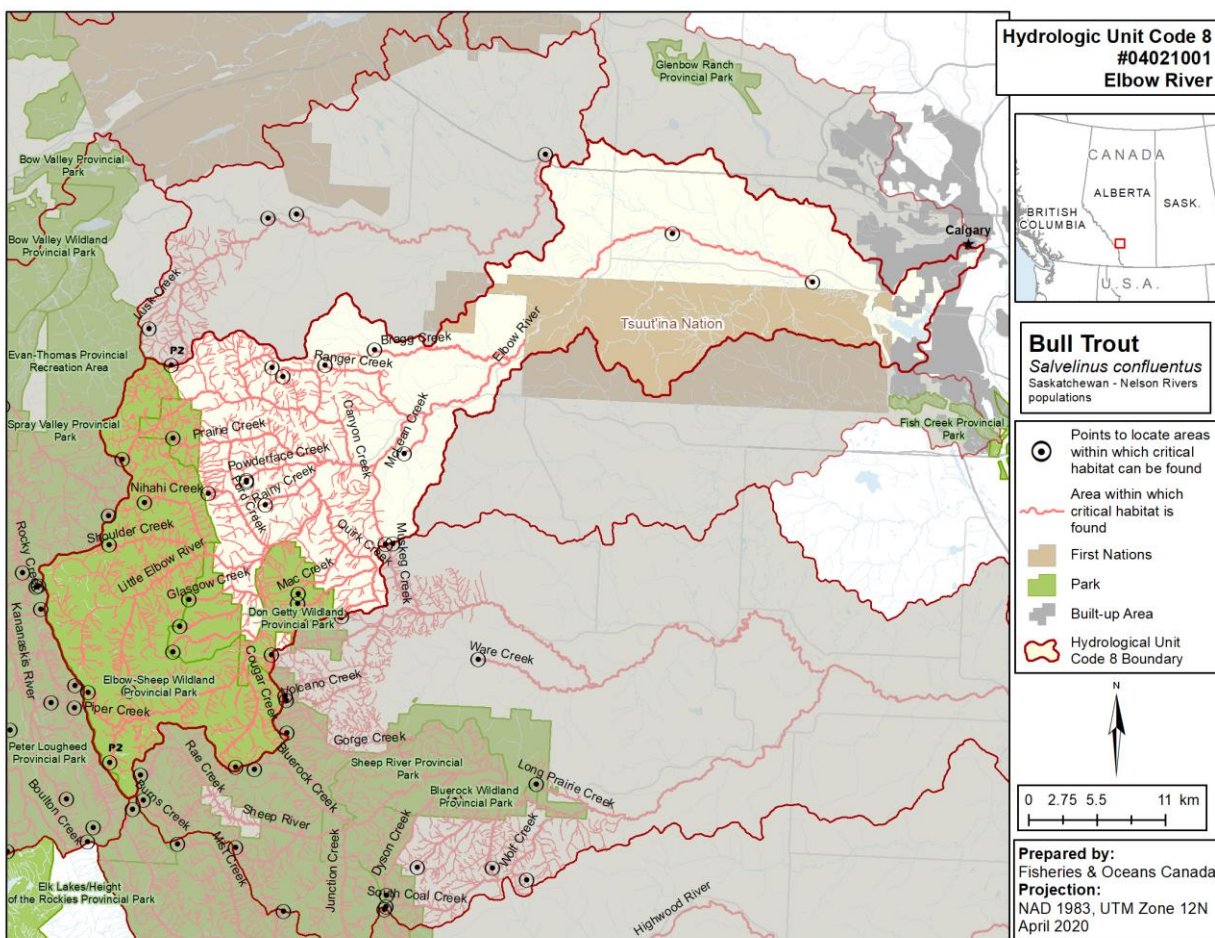 Hydrologic Unit Code 8
#04021001
Elbow River
CANADA
ALBERTA
SASK.
BRITISH
COLUMBIA
U.S.A.
Bull Trout
Salvelinus confluentus
Saskatchewan - Nelson Rivers
populations
Points to locate areas
within which critical
habitat can be found
Area within which
critical habitat is
found
First Nations
Park
Built-up Area
Hydrological Unit
Code 8 Boundary
N
0 2.75 5.5 11 km
Prepared by:
Fisheries & Oceans Canada
Projection:
NAD 1983, UTM Zone 12N
April 2020
Glenbow Ranch
Provincial Park
Bow Valley Provincial
Park
Bow Valley Wildland
Provincial Park
Calgary
Lusk Creek
Tsuut'ina Nation
Elbow River
Bragg Creek
P2
Ranger Creek
Evan-Thomas Provincial
Recreation Area
Spray Valley Provincial
Park
Fish Creek Provincial
Park
Prairie Creek
Canyon Creek
McLean Creek
Powderface Creek
Rainy Creek
Ford Creek
Nihahi Creek
Quirk Creek
Muskeg Creek
Shoulder Creek
Rocky Creek
Little Elbow River
Glasgow Creek
Mac Creek
Don Getty Wildland
Provincial Park
Kananaskis River
Ware Creek
Elbow-Sheep Wildland
Provincial Park
Cougar Creek
Volcano Creek
Piper Creek
Gorge Creek
P2
Peter Lougheed
Provincial Park
Rae Creek
Bluerock Creek
Sheep River Provincial
Park
Bluerock Wildland
Provincial Park
Long Prairie Creek
Boulton Creek
Burns Creek
Sheep River
Mist Creek
Junction Creek
Dyson Creek
Wolf Creek
South Coal Creek
Elk Lakes/Height
of the Rockies Provincial Park
Highwood River